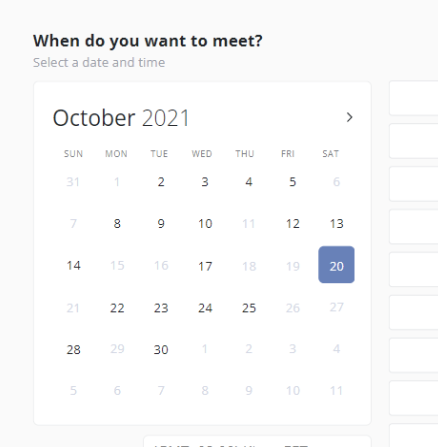 When do you want to meet?
Select a date and time
October 2021
SUN MON TUE WED THU FRI SAT
31 1 2 3 4 5 6
7 8 9 10 11 12 13
14 15 16 17 18 19 20
21 22 23 24 25 26 27
28 29 30 1 2 3 4
5 6 7 8 9 10 11